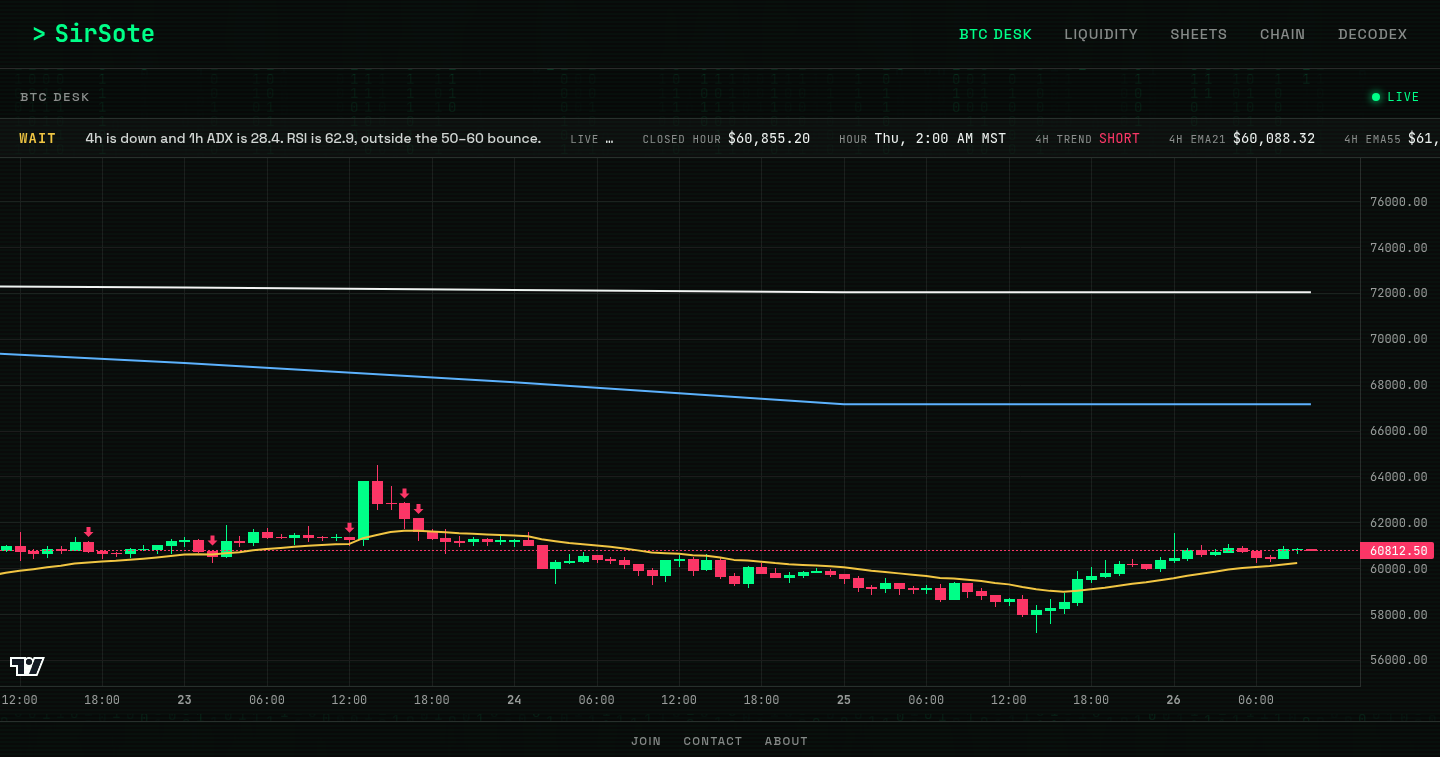 > SirSote
BTC DESK LIQUIDITY SHEETS CHAIN DECODEX
BTC DESK
LIVE
WAIT 4h is down and 1h ADX is 28.4. RSI is 62.9, outside the 50–60 bounce. LIVE … CLOSED HOUR $60,855.20 HOUR Thu, 2:00 AM MST 4H TREND SHORT 4H EMA21 $60,088.32 4H EMA55 $61,
76000.00
74000.00
72000.00
70000.00
68000.00
66000.00
64000.00
62000.00
60812.50
60000.00
58000.00
56000.00
12:00 18:00 23 06:00 12:00 18:00 24 06:00 12:00 18:00 25 06:00 12:00 18:00 26 06:00
JOIN CONTACT ABOUT